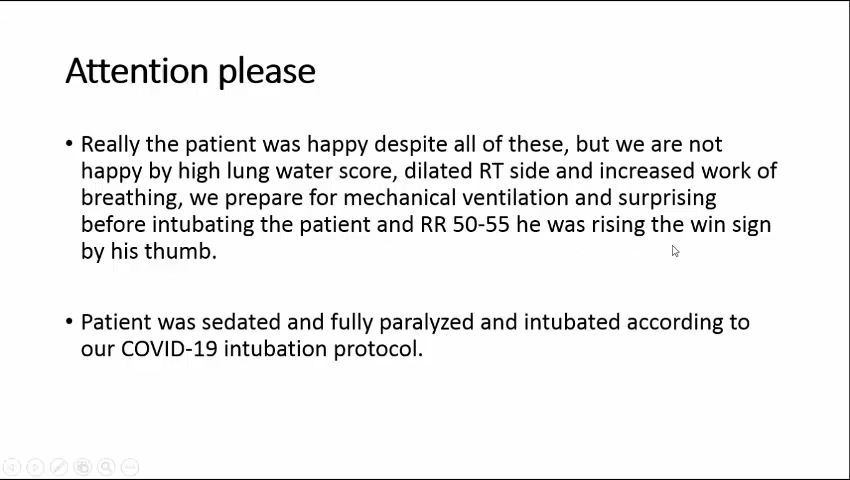 Attention please
• Really the patient was happy despite all of these, but we are not
happy by high lung water score, dilated RT side and increased work of
breathing, we prepare for mechanical ventilation and surprising
before intubating the patient and RR 50-55 he was rising the win sign
by his thumb.
• Patient was sedated and fully paralyzed and intubated according to
our COVID-19 intubation protocol.